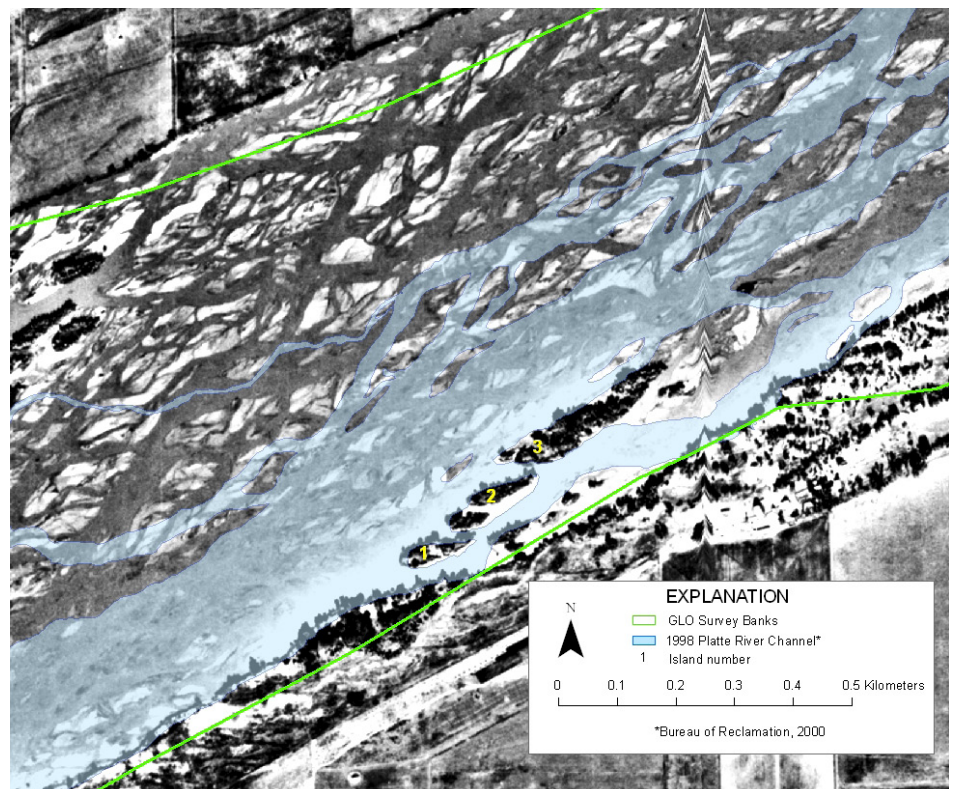 3
2
1
EXPLANATION
N
GLO Survey Banks
1998 Platte River Channel*
1 Island number
0 0.1 0.2 0.3 0.4 0.5 Kilometers
*Bureau of Reclamation, 2000